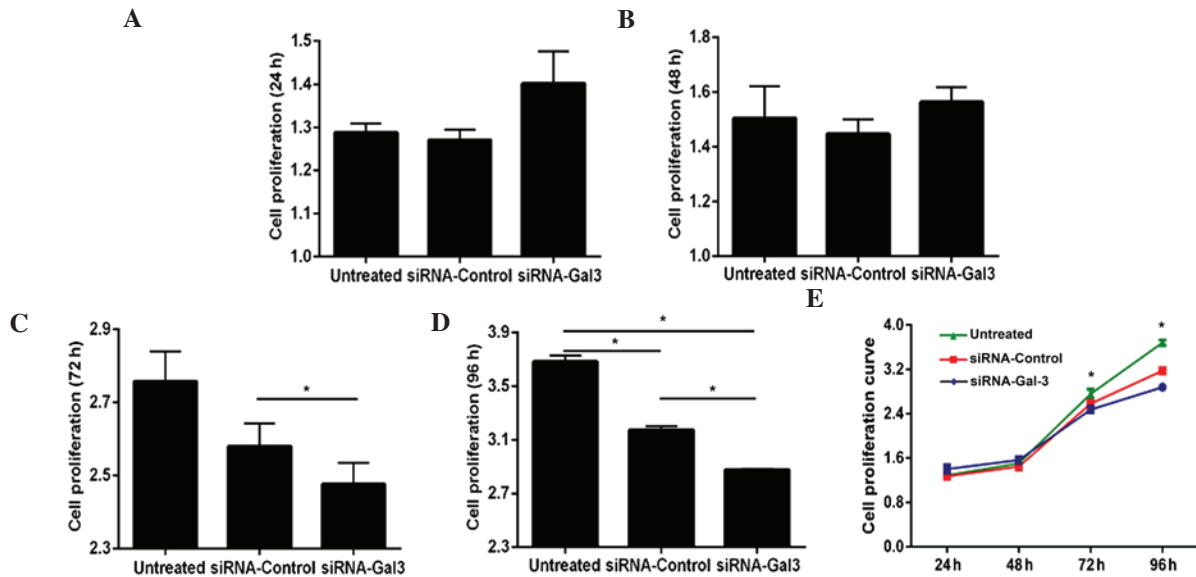 A
Cell proliferation (24 h)
1.5
1.4
1.3
1.2
1.1
1.0
Untreated siRNA-Control siRNA-Gal3
B
Cell proliferation (48 h)
1.8
1.6
1.4
1.2
1.0
Untreated siRNA-Control siRNA-Gal3
C
Cell proliferation (72 h)
2.9
2.7
2.5
2.3
*
Untreated siRNA-Control siRNA-Gal3
D
Cell proliferation (96 h)
3.9
3.5
3.1
2.7
2.3
*
*
*
Untreated siRNA-Control siRNA-Gal3
E
Cell proliferation curve
4.0
3.2
2.4
1.6
0.8
0.0
Untreated
siRNA-Control
siRNA-Gal-3
*
*
24h 48h 72h 96h